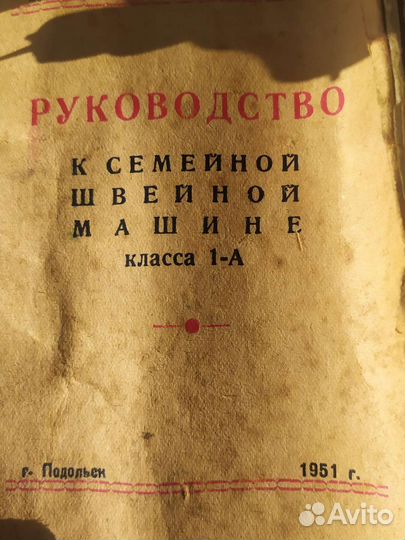 РУКОВОДСТВО
К СЕМЕЙНОЙ
ШВЕЙНОЙ
МАШИНЕ
класса 1-А
г. Подольск 1951 г.
Avito